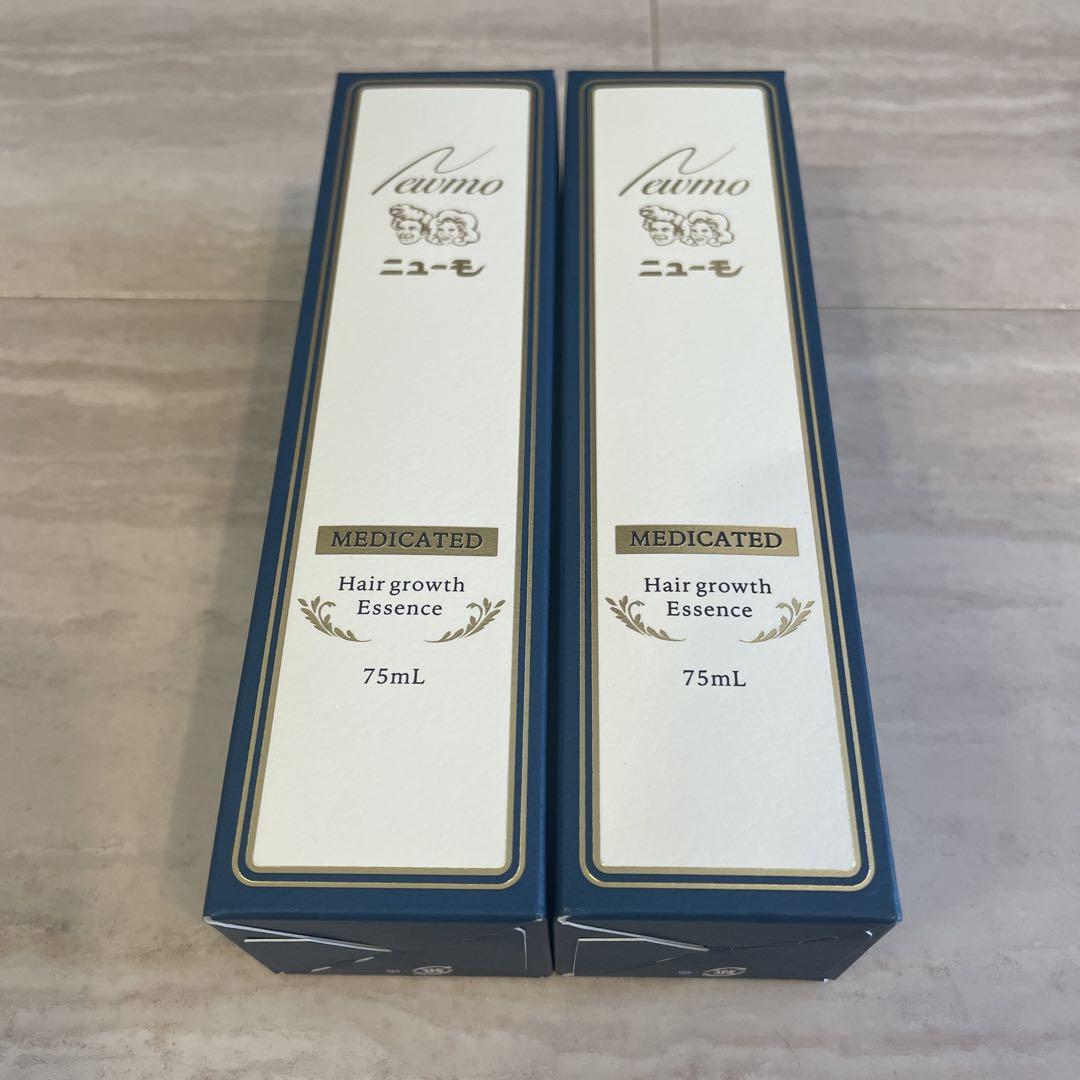 Newmo
ニューモ
MEDICATED
Hair growth
Essence
75mL
Newmo
ニューモ
MEDICATED
Hair growth
Essence
75mL